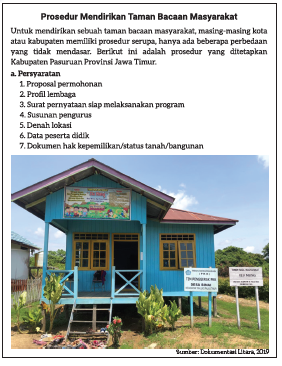 Prosedur Mendirikan Taman Bacaan Masyarakat
Untuk mendirikan sebuah taman bacaan masyarakat, masing-masing kota
atau kabupaten memiliki prosedur serupa, hanya ada beberapa perbedaan
yang tidak mendasar. Berikut ini adalah prosedur yang ditetapkan
Kabupaten Pasuruan Provinsi Jawa Timur.
a. Persyaratan
1. Proposal permohonan
2. Profil lembaga
3. Surat pernyataan siap melaksanakan program
4. Susunan pengurus
5. Denah lokasi
6. Data peserta didik
7. Dokumen hak kepemilikan/status tanah/bangunan
Sumber: Dokumentasi Litara, 2019